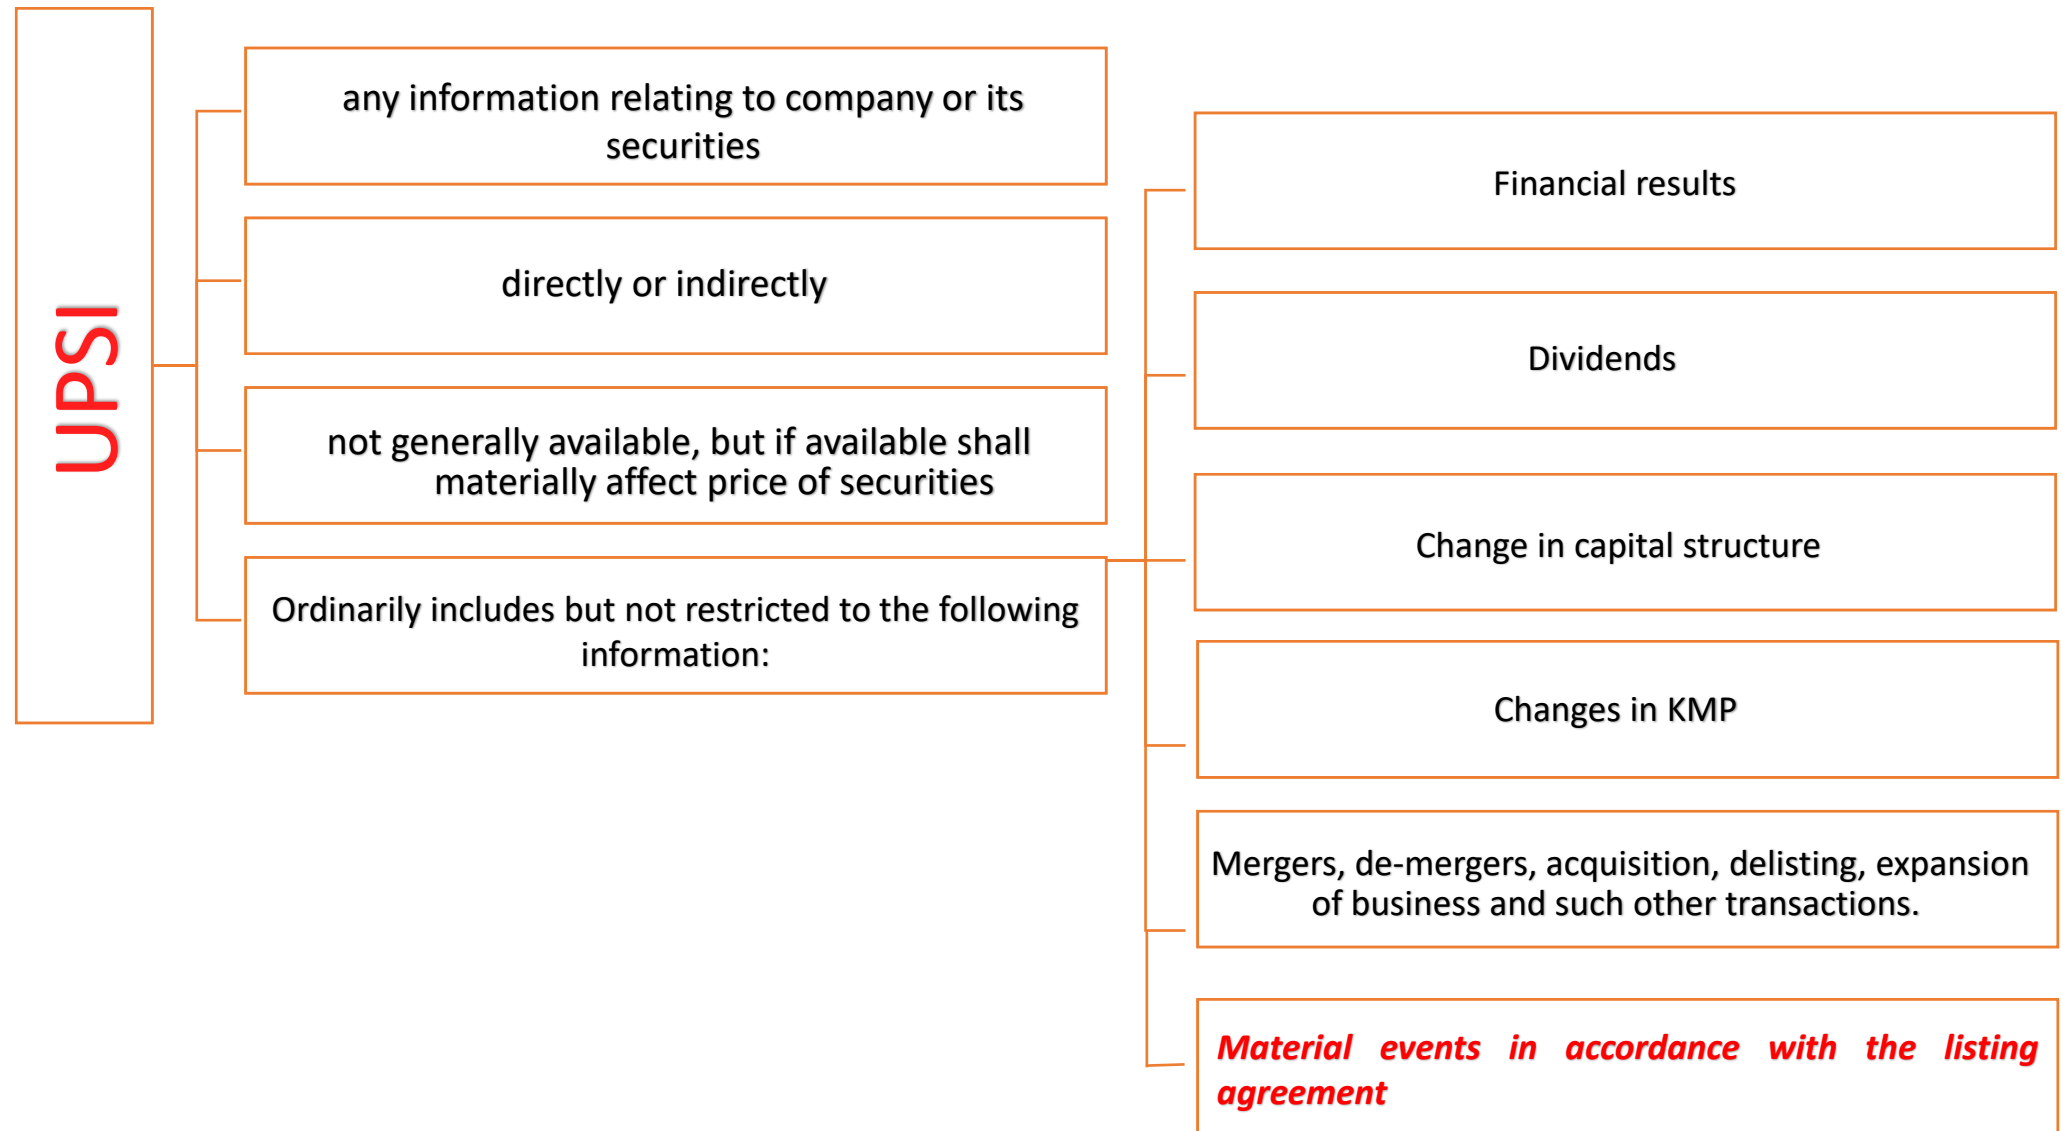 UPSI
any information relating to company or its
securities
directly or indirectly
not generally available, but if available shall
materially affect price of securities
Ordinarily includes but not restricted to the following
information:
Financial results
Dividends
Change in capital structure
Changes in KMP
Mergers, de-mergers, acquisition, delisting, expansion
of business and such other transactions.
Material events in accordance with the listing
agreement